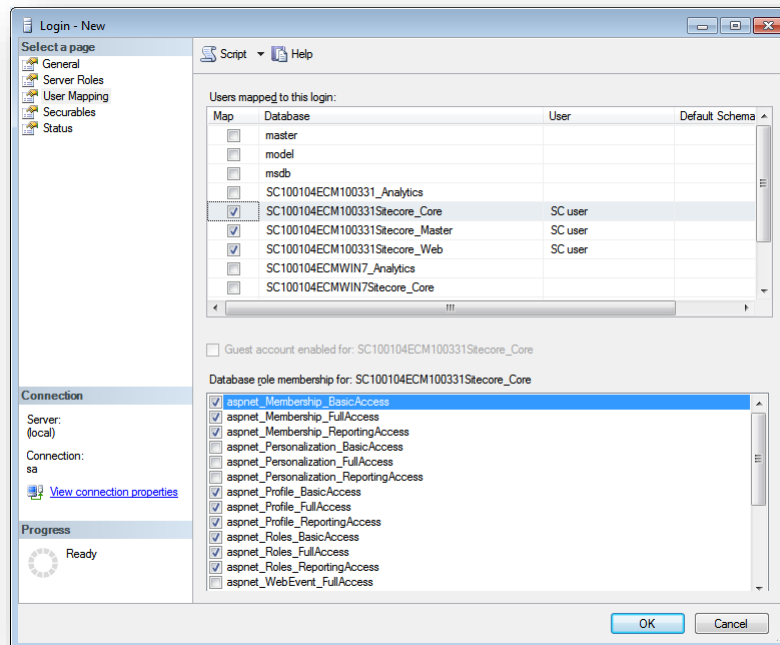 Login - New
Select a page
General
Server Roles
User Mapping
Securables
Status
Script Help
Users mapped to this login:
Map Database User Default Schema
master
model
msdb
SC100104ECM100331_Analytics
SC100104ECM100331Sitecore_Core SC user
SC100104ECM100331Sitecore_Master SC user
SC100104ECM100331Sitecore_Web SC user
SC100104ECMWIN7_Analytics
SC100104ECMWIN7Sitecore_Core
Guest account enabled for: SC100104ECM100331Sitecore_Core
Database role membership for: SC100104ECM100331Sitecore_Core
aspnet_Membership_BasicAccess
aspnet_Membership_FullAccess
aspnet_Membership_ReportingAccess
aspnet_Personalization_BasicAccess
aspnet_Personalization_FullAccess
aspnet_Personalization_ReportingAccess
aspnet_Profile_BasicAccess
aspnet_Profile_FullAccess
aspnet_Profile_ReportingAccess
aspnet_Roles_BasicAccess
aspnet_Roles_FullAccess
aspnet_Roles_ReportingAccess
aspnet_WebEvent_FullAccess
Connection
Server:
(local)
Connection:
sa
View connection properties
Progress
Ready
OK Cancel